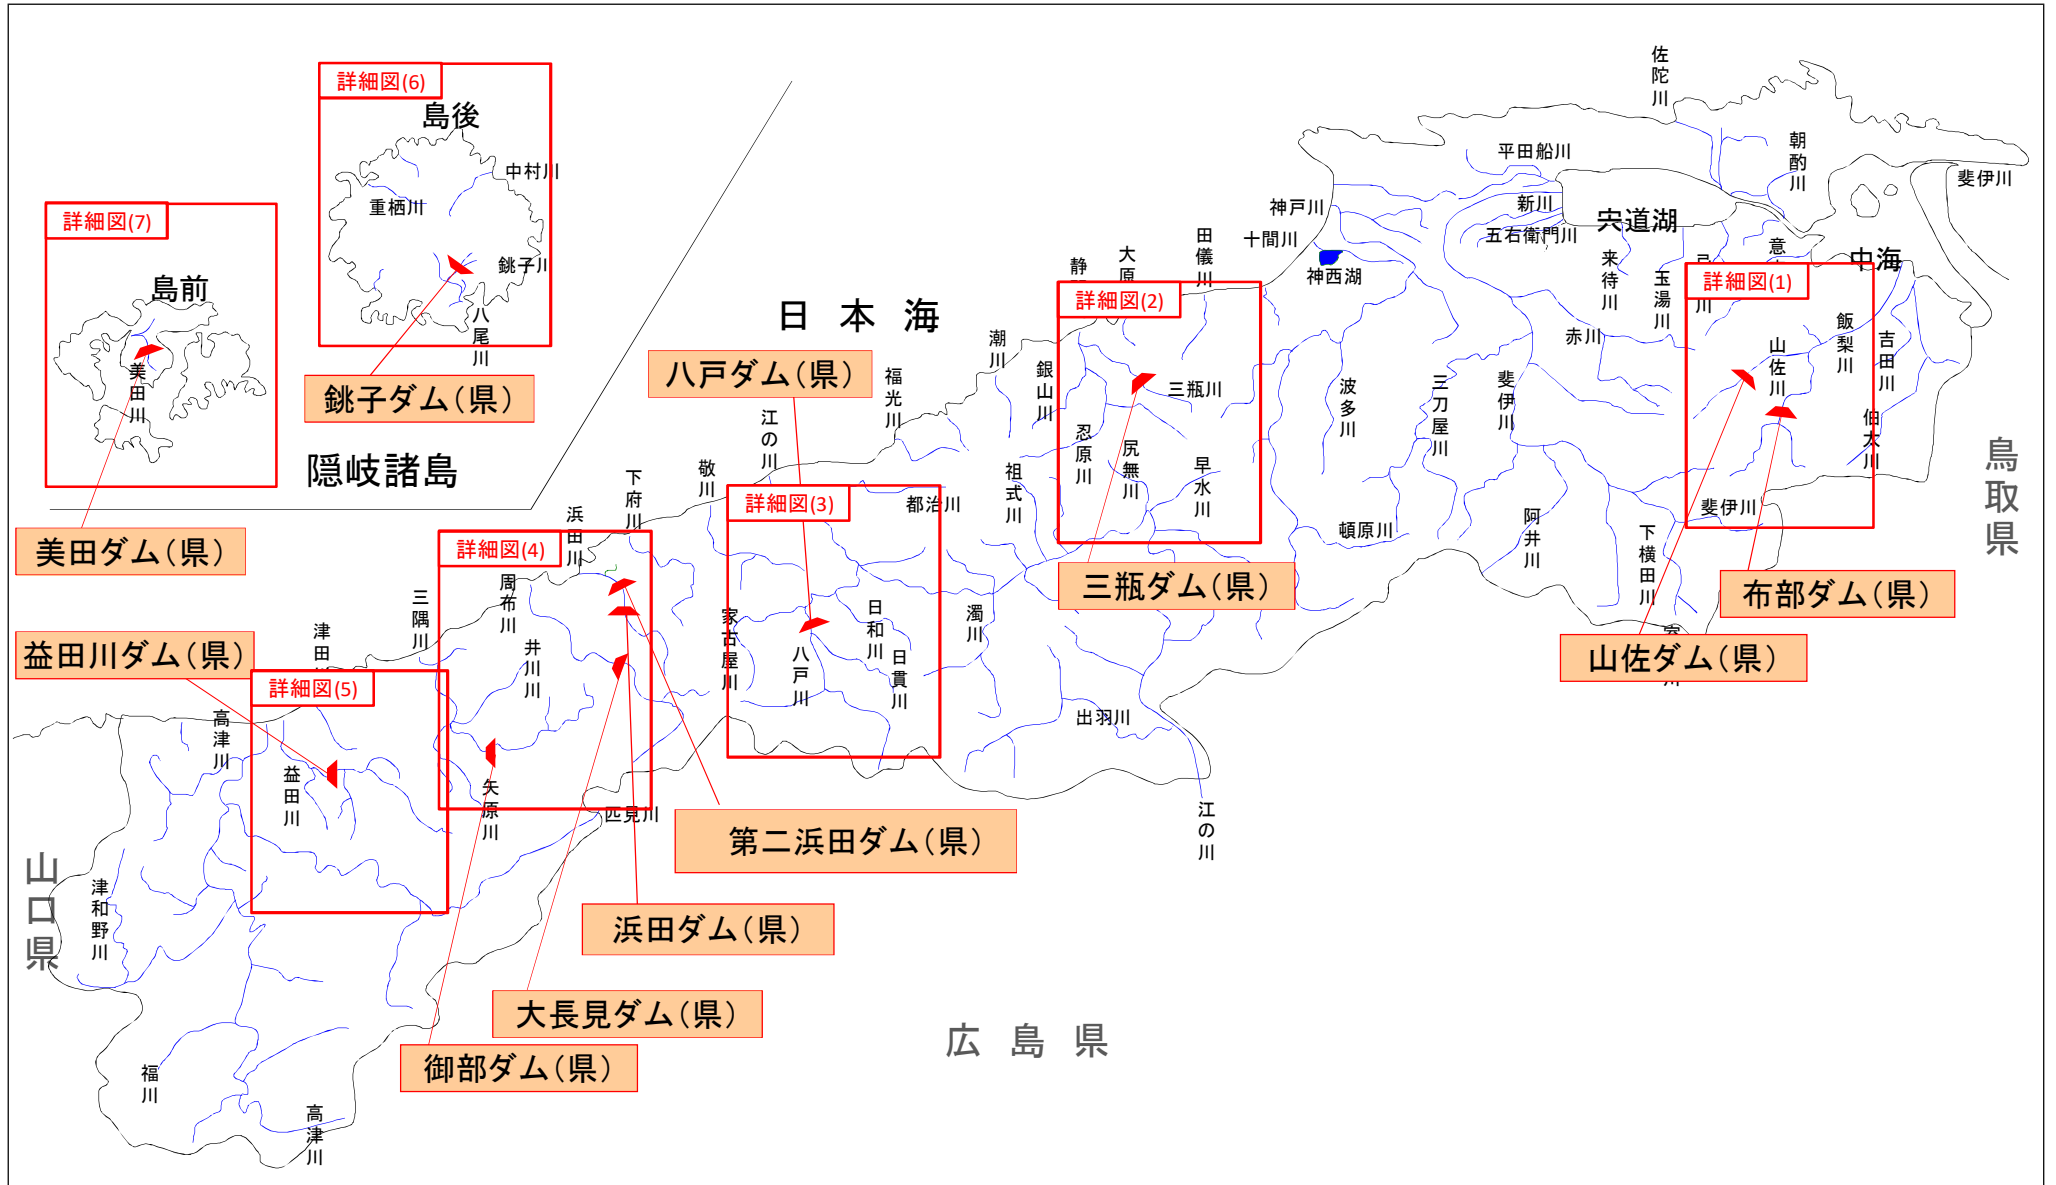 詳細図(6)
島後
中村川
重栖川
銚子川
八尾川
銚子ダム(県)
詳細図(7)
島前
美田川
美田ダム(県)
隠岐諸島
日本海
佐陀川
朝酌川
斐伊川
平田船川
新川
五右衛門川
宍道湖
中海
神戸川
十間川
神西湖
来待川
玉湯川
川
意
詳細図(1)
飯梨川
吉田川
山佐川
伯太川
斐伊川
布部ダム(県)
山佐ダム(県)
赤川
斐伊川
三刀屋川
波多川
頓原川
阿井川
下横田川
川
田儀川
大原
静
詳細図(2)
三瓶川
忍原川
尻無川
早水川
三瓶ダム(県)
潮川
銀山川
福光川
祖式川
江の川
八戸ダム(県)
敬川
都治川
詳細図(3)
家古屋川
八戸川
日和川
日貫川
濁川
出羽川
江の川
下府川
浜田川
詳細図(4)
周布川
三隅川
井川川
矢原川
匹見川
第二浜田ダム(県)
浜田ダム(県)
大長見ダム(県)
御部ダム(県)
津田
益田川ダム(県)
詳細図(5)
高津川
益田川
津和野川
福川
高津川
山口県
広島県
鳥取県